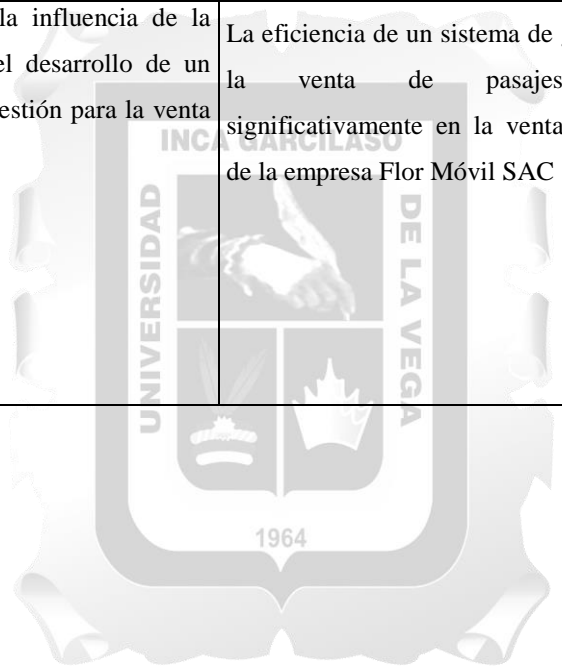 la influencia de la
el desarrollo de un
estión para la venta
La eficiencia de un sistema de
la venta de pasajes
significativamente en la venta
de la empresa Flor Móvil SAC
INCA GARCILASO
UNIVERSIDAD
DE LA VEGA
1964